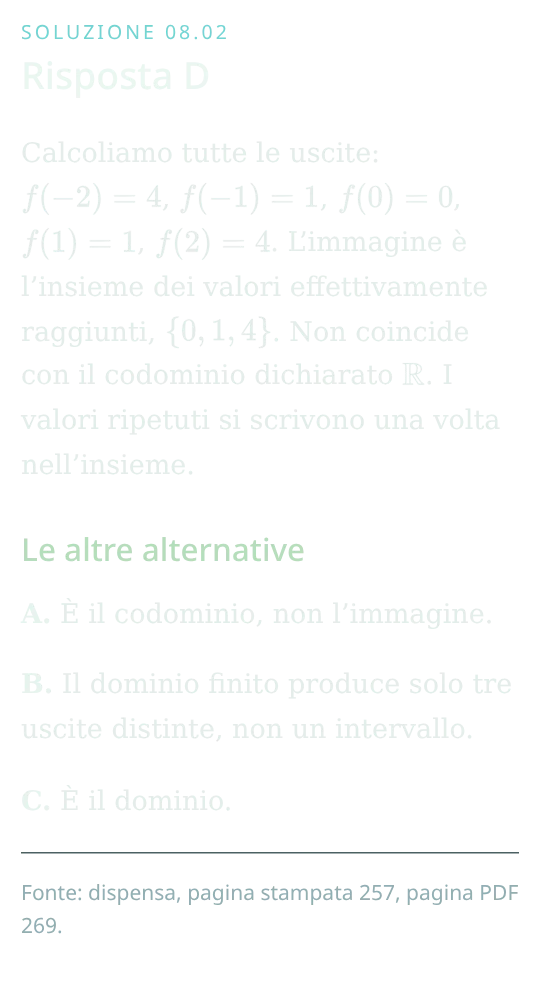 SOLUZIONE 08.02
Risposta D
Calcoliamo tutte le uscite:
f(−2) = 4, f(−1) = 1, f(0) = 0,
f(1) = 1, f(2) = 4. L’immagine è
l’insieme dei valori effettivamente
raggiunti, {0, 1, 4}. Non coincide
con il codominio dichiarato ℝ. I
valori ripetuti si scrivono una volta
nell’insieme.
Le altre alternative
A. È il codominio, non l’immagine.
B. Il dominio finito produce solo tre
uscite distinte, non un intervallo.
C. È il dominio.
Fonte: dispensa, pagina stampata 257, pagina PDF
269.